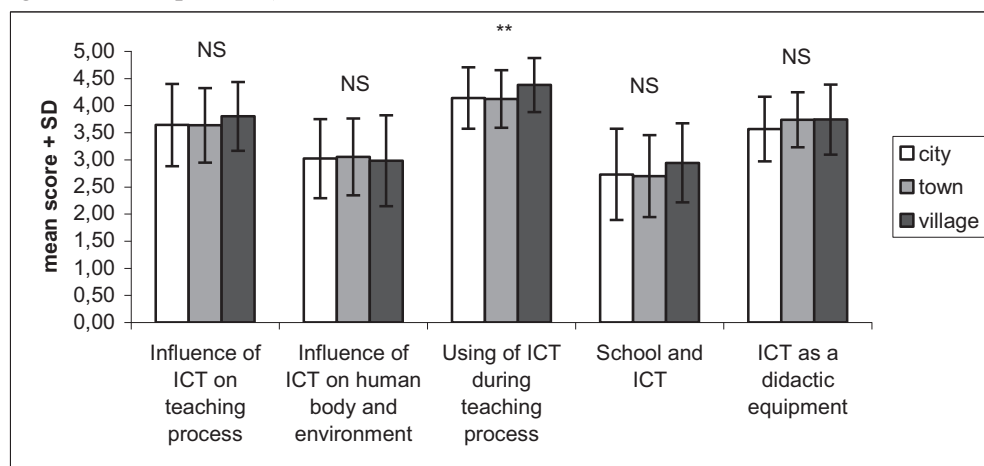 **
NS
NS
NS
NS
5,00
4,50
4,00
3,50
3,00
2,50
2,00
1,50
1,00
0,50
0,00
mean score + SD
city
town
village
Influence of
ICT on
teaching
process
Influence of
ICT on human
body and
environment
Using of ICT
during
teaching
process
School and
ICT
ICT as a
didactic
equipment